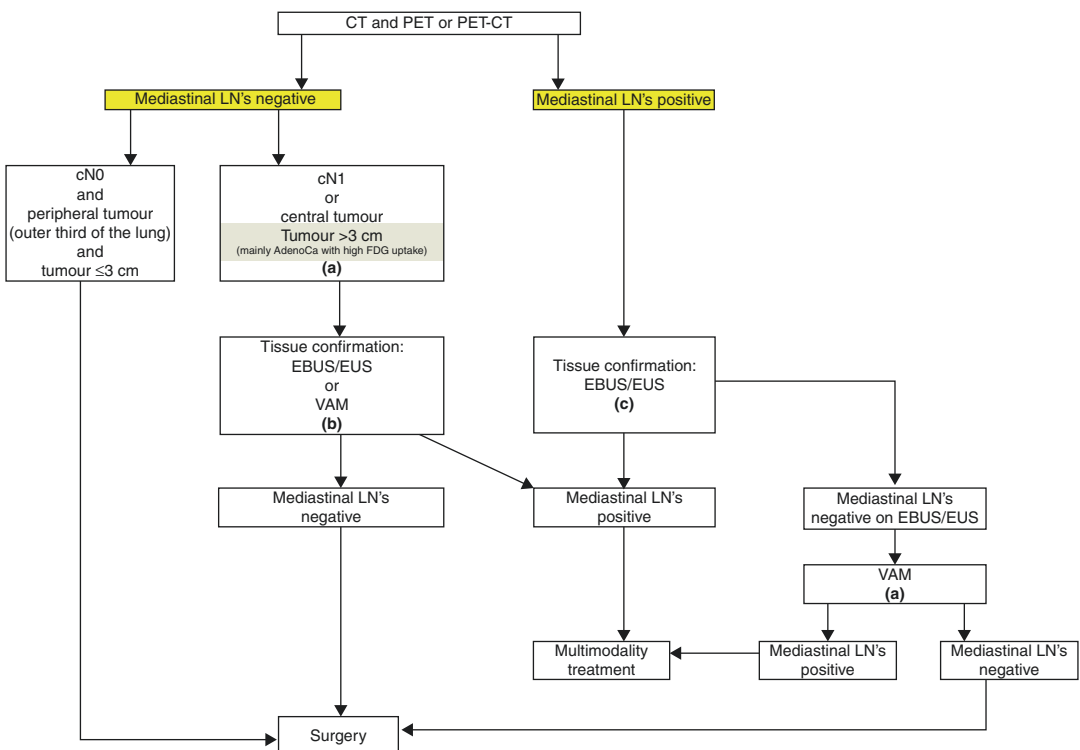 CT and PET or PET-CT
Mediastinal LN's negative
Mediastinal LN's positive
cN0
and
peripheral tumour
(outer third of the lung)
and
tumour ≤3 cm
cN1
or
central tumour
Tumour >3 cm
(mainly AdenoCa with high FDG uptake)
(a)
Tissue confirmation:
EBUS/EUS
or
VAM
(b)
Tissue confirmation:
EBUS/EUS
(c)
Mediastinal LN's
negative
Mediastinal LN's
positive
Mediastinal LN's
negative on EBUS/EUS
VAM
(a)
Multimodality
treatment
Mediastinal LN's
positive
Mediastinal LN's
negative
Surgery